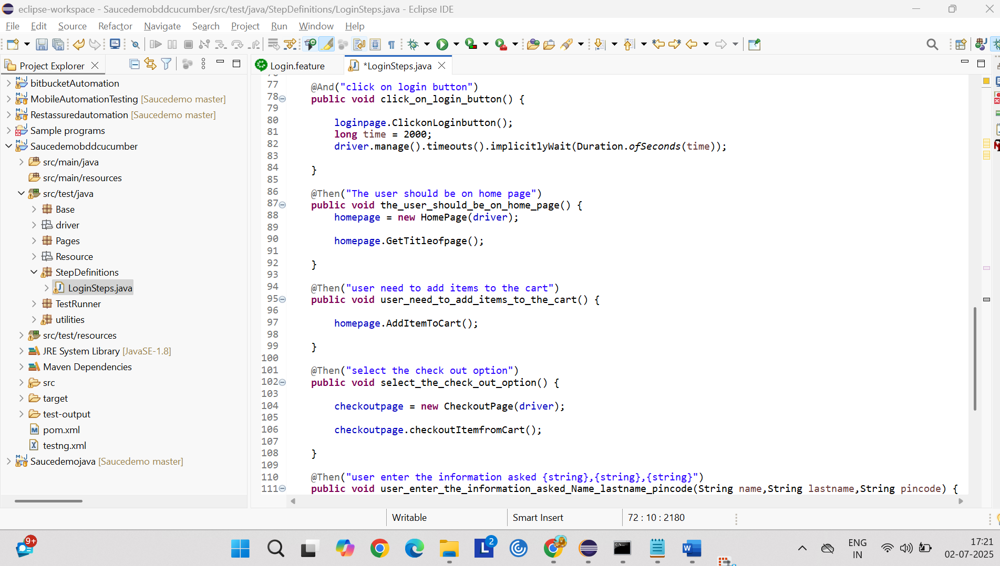 eclipse-workspace - Saucedemobddcucumber/src/test/java/StepDefinitions/LoginSteps.java - Eclipse IDE
File Edit Source Refactor Navigate Search Project Run Window Help
Project Explorer
Login.feature
*LoginSteps.java
bitbucketAutomation
MobileAutomationTesting [Saucedemo master]
Restassuredautomation [Saucedemo master]
Sample programs
Saucedemobddcucumber
src/main/java
src/main/resources
src/test/java
Base
driver
Pages
Resource
StepDefinitions
LoginSteps.java
TestRunner
utilities
src/test/resources
JRE System Library [JavaSE-1.8]
Maven Dependencies
src
target
test-output
pom.xml
testng.xml
Saucedemojava [Saucedemo master]
77 @And("click on login button")
78 public void click_on_login_button() {
79
80 loginpage.ClickonLoginbutton();
81 long time = 2000;
82 driver.manage().timeouts().implicitlyWait(Duration.ofSeconds(time));
83
84 }
85
86 @Then("The user should be on home page")
87 public void the_user_should_be_on_home_page() {
88 homepage = new HomePage(driver);
89
90 homepage.GetTitleofpage();
91
92 }
93
94 @Then("user need to add items to the cart")
95 public void user_need_to_add_items_to_the_cart() {
96
97 homepage.AddItemToCart();
98
99 }
100
101 @Then("select the check out option")
102 public void select_the_check_out_option() {
103
104 checkoutpage = new CheckoutPage(driver);
105
106 checkoutpage.checkoutItemfromCart();
107
108 }
109
110 @Then("user enter the information asked {string},{string},{string}")
111 public void user_enter_the_information_asked_Name_lastname_pincode(String name,String lastname,String pincode) {
Writable
Smart Insert
72 : 10 : 2180
9+
2
ENG
IN
17:21
02-07-2025